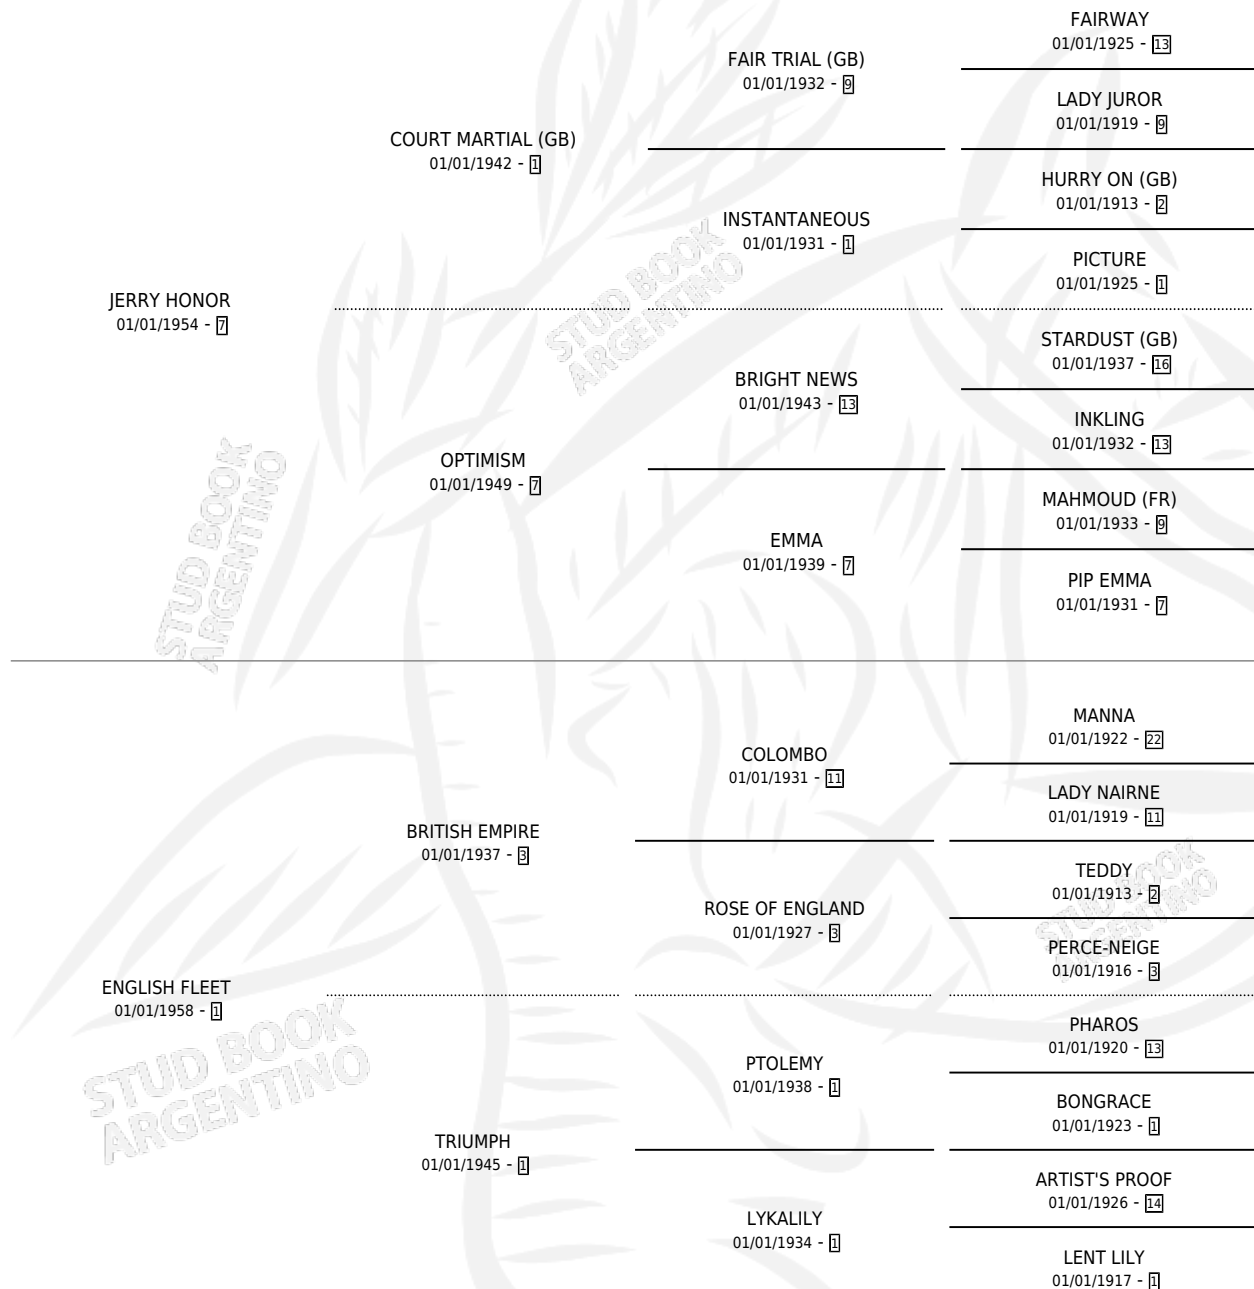 FAIRWAY
01/01/1925 - 13
FAIR TRIAL (GB)
01/01/1932 - 9
LADY JUROR
01/01/1919 - 9
COURT MARTIAL (GB)
01/01/1942 - 1
HURRY ON (GB)
01/01/1913 - 2
INSTANTANEOUS
01/01/1931 - 1
PICTURE
01/01/1925 - 1
JERRY HONOR
01/01/1954 - 7
STUD BOOK
ARGENTINO
STARDUST (GB)
01/01/1937 - 16
BRIGHT NEWS
01/01/1943 - 13
INKLING
01/01/1932 - 13
OPTIMISM
01/01/1949 - 7
MAHMOUD (FR)
01/01/1933 - 9
EMMA
01/01/1939 - 7
PIP EMMA
01/01/1931 - 7
STUD BOOK
ARGENTINO
MANNA
01/01/1922 - 22
COLOMBO
01/01/1931 - 11
LADY NAIRNE
01/01/1919 - 11
BRITISH EMPIRE
01/01/1937 - 3
TEDDY
01/01/1913 - 2
ROSE OF ENGLAND
01/01/1927 - 3
PERCE-NEIGE
01/01/1916 - 3
STUD BOOK
ARGENTINO
ENGLISH FLEET
01/01/1958 - 1
PHAROS
01/01/1920 - 13
PTOLEMY
01/01/1938 - 1
BONGRACE
01/01/1923 - 1
STUD BOOK
ARGENTINO
TRIUMPH
01/01/1945 - 1
ARTIST'S PROOF
01/01/1926 - 14
LYKALILY
01/01/1934 - 1
LENT LILY
01/01/1917 - 1